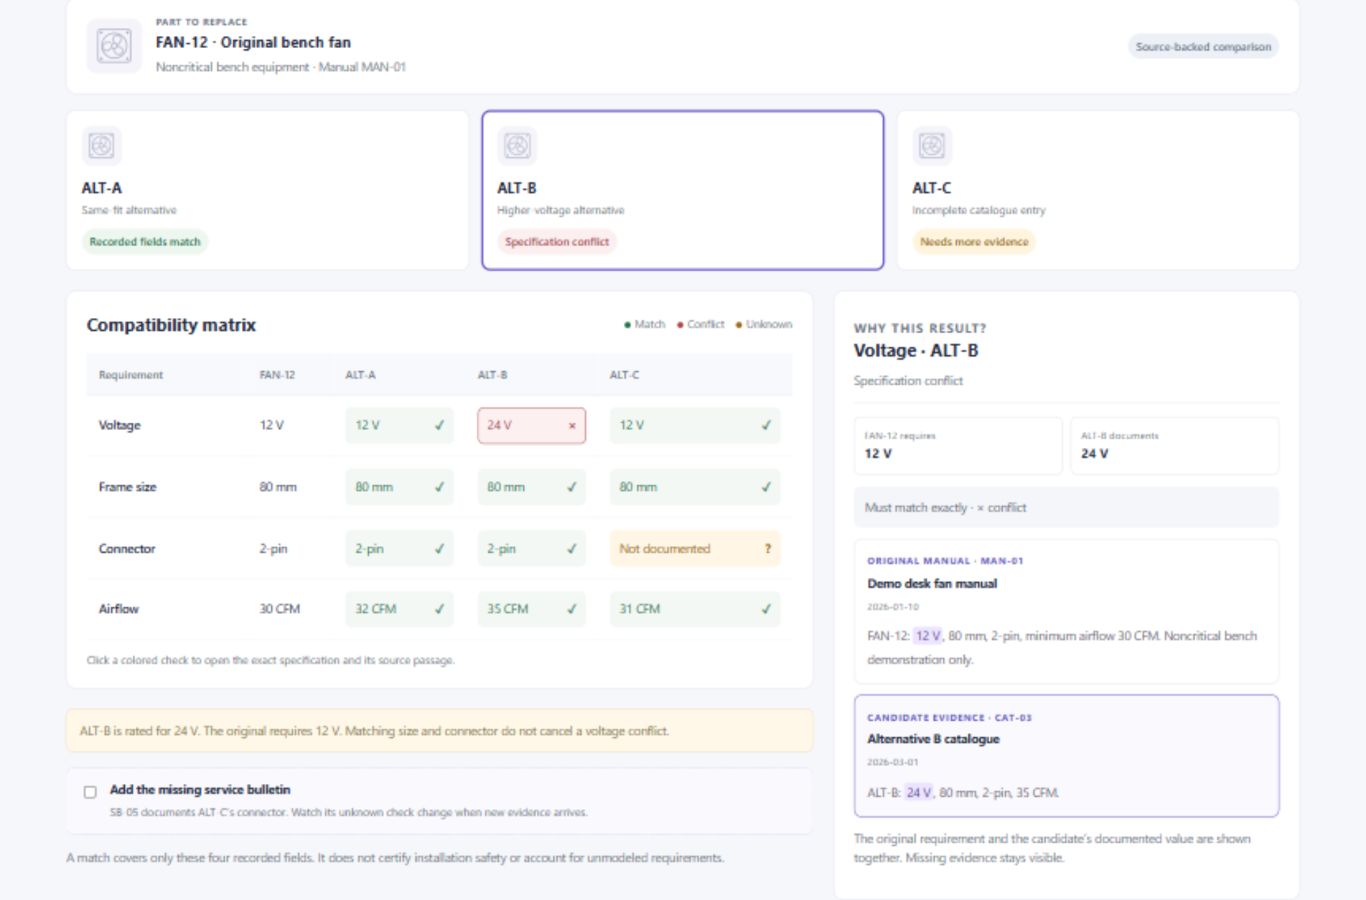 PART TO REPLACE
FAN-12 · Original bench fan
Noncritical bench equipment · Manual MAN-01
Source-backed comparison
ALT-A
Same-fit alternative
Recorded fields match
ALT-B
Higher-voltage alternative
Specification conflict
ALT-C
Incomplete catalogue entry
Needs more evidence
Compatibility matrix
● Match ● Conflict ● Unknown
Requirement FAN-12 ALT-A ALT-B ALT-C
Voltage 12 V 12 V ✓ 24 V × 12 V ✓
Frame size 80 mm 80 mm ✓ 80 mm ✓ 80 mm ✓
Connector 2-pin 2-pin ✓ 2-pin ✓ Not documented ?
Airflow 30 CFM 32 CFM ✓ 35 CFM ✓ 31 CFM ✓
Click a colored check to open the exact specification and its source passage.
ALT-B is rated for 24 V. The original requires 12 V. Matching size and connector do not cancel a voltage conflict.
Add the missing service bulletin
SB-05 documents ALT-C's connector. Watch its unknown check change when new evidence arrives.
A match covers only these four recorded fields. It does not certify installation safety or account for unmodeled requirements.
WHY THIS RESULT?
Voltage · ALT-B
Specification conflict
FAN-12 requires
12 V
ALT-B documents
24 V
Must match exactly · × conflict
ORIGINAL MANUAL · MAN-01
Demo desk fan manual
2026-01-10
FAN-12: 12 V, 80 mm, 2-pin, minimum airflow 30 CFM. Noncritical bench
demonstration only.
CANDIDATE EVIDENCE · CAT-03
Alternative B catalogue
2026-03-01
ALT-B: 24 V, 80 mm, 2-pin, 35 CFM.
The original requirement and the candidate's documented value are shown
together. Missing evidence stays visible.